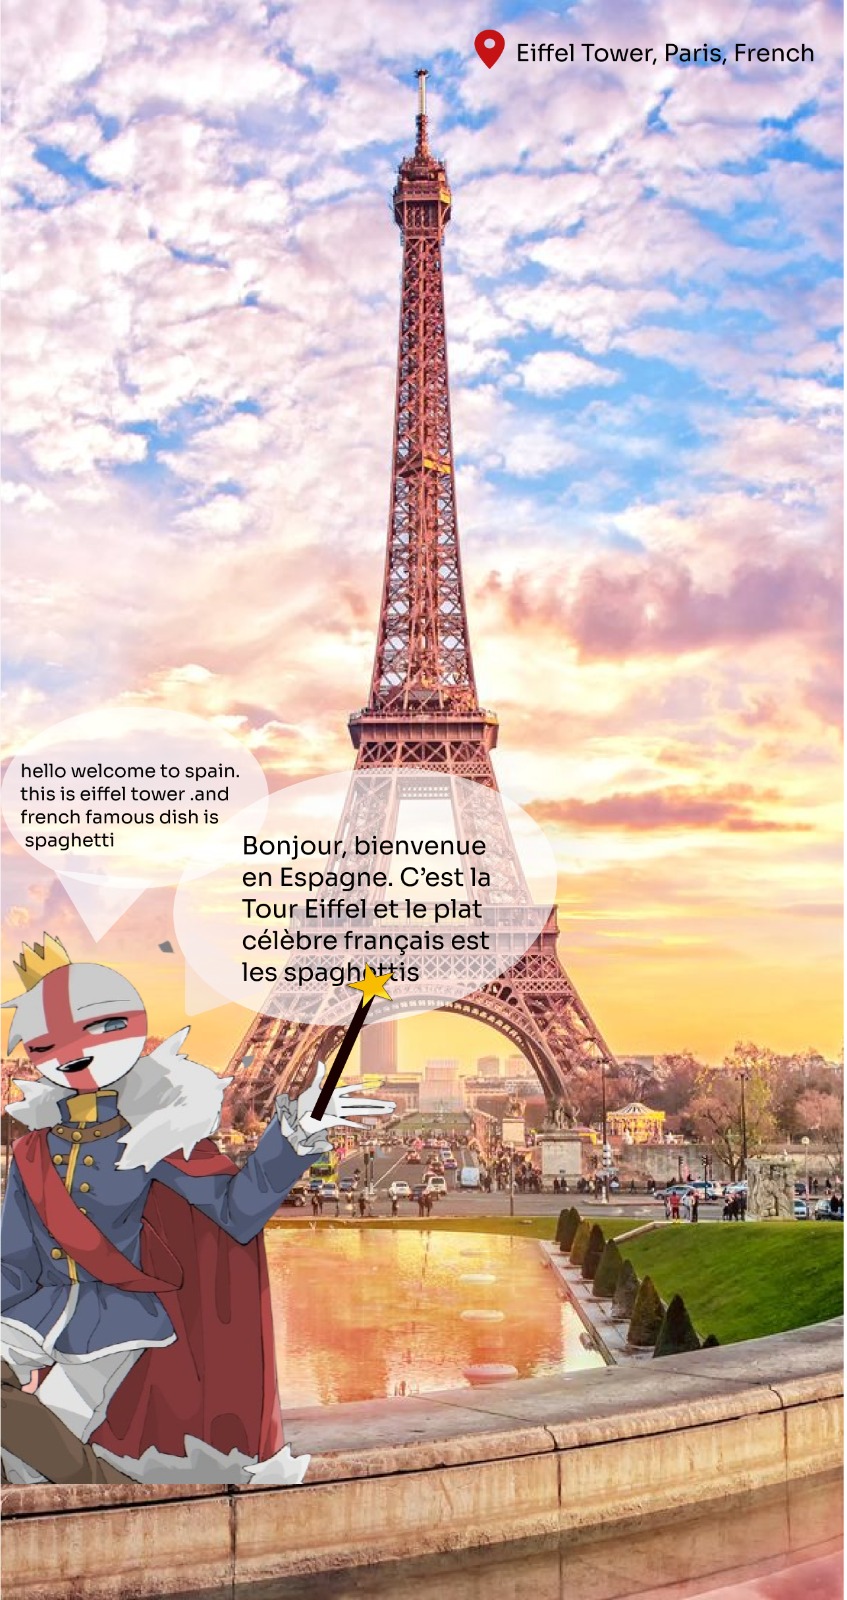 Eiffel Tower, Paris, French
hello welcome to spain.
this is eiffel tower .and
french famous dish is
spaghetti
Bonjour, bienvenue
en Espagne. C’est la
Tour Eiffel et le plat
célèbre français est
les spaghettis